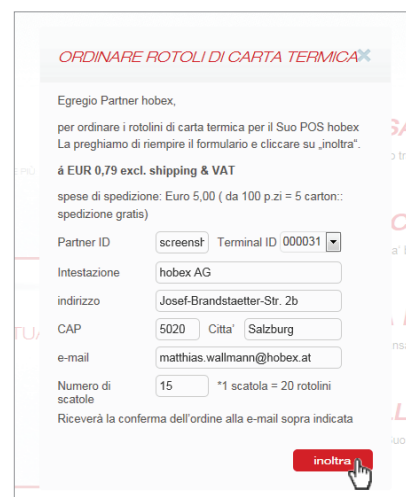 ORDINARE ROTOLI DI CARTA TERMICA
Egregio Partner hobex,
per ordinare i rotolini di carta termica per il Suo POS hobex
La preghiamo di riempire il formulario e cliccare su „inoltra“.
á EUR 0,79 excl. shipping & VAT
spese di spedizione: Euro 5,00 ( da 100 p.zi = 5 carton::
spedizione gratis)
Partner ID screensh Terminal ID 000031
Intestazione hobex AG
indirizzo Josef-Brandstaetter-Str. 2b
CAP 5020 Citta' Salzburg
e-mail matthias.wallmann@hobex.at
Numero di scatole 15 *1 scatola = 20 rotolini
Riceverà la conferma dell'ordine alla e-mail sopra indicata
inoltra